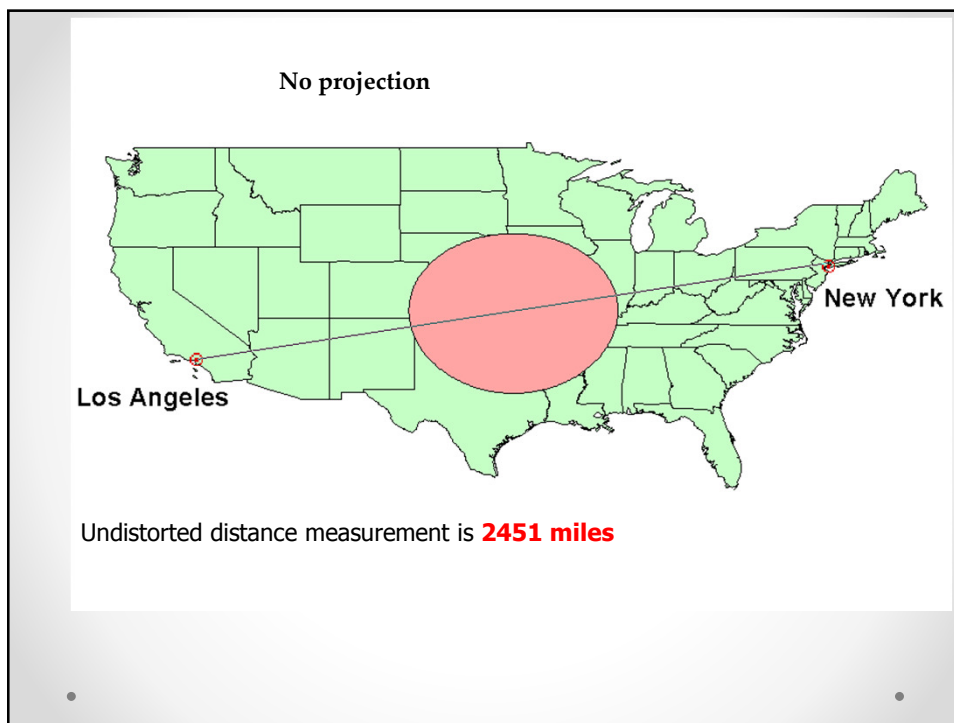 No projection
New York
Los Angeles
Undistorted distance measurement is 2451 miles